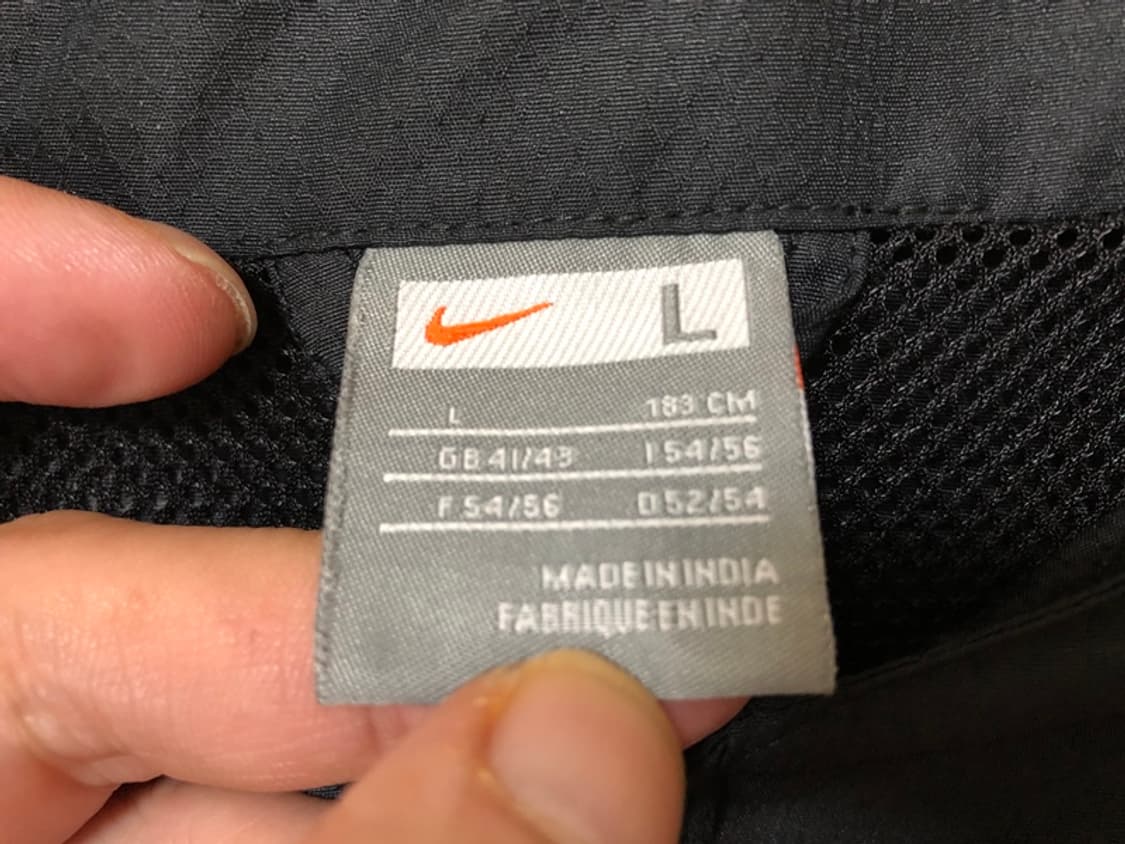 L
L 183 CM
GB 41/43 I 54/56
F 54/56 D 52/54
MADE IN INDIA
FABRIQUE EN INDE